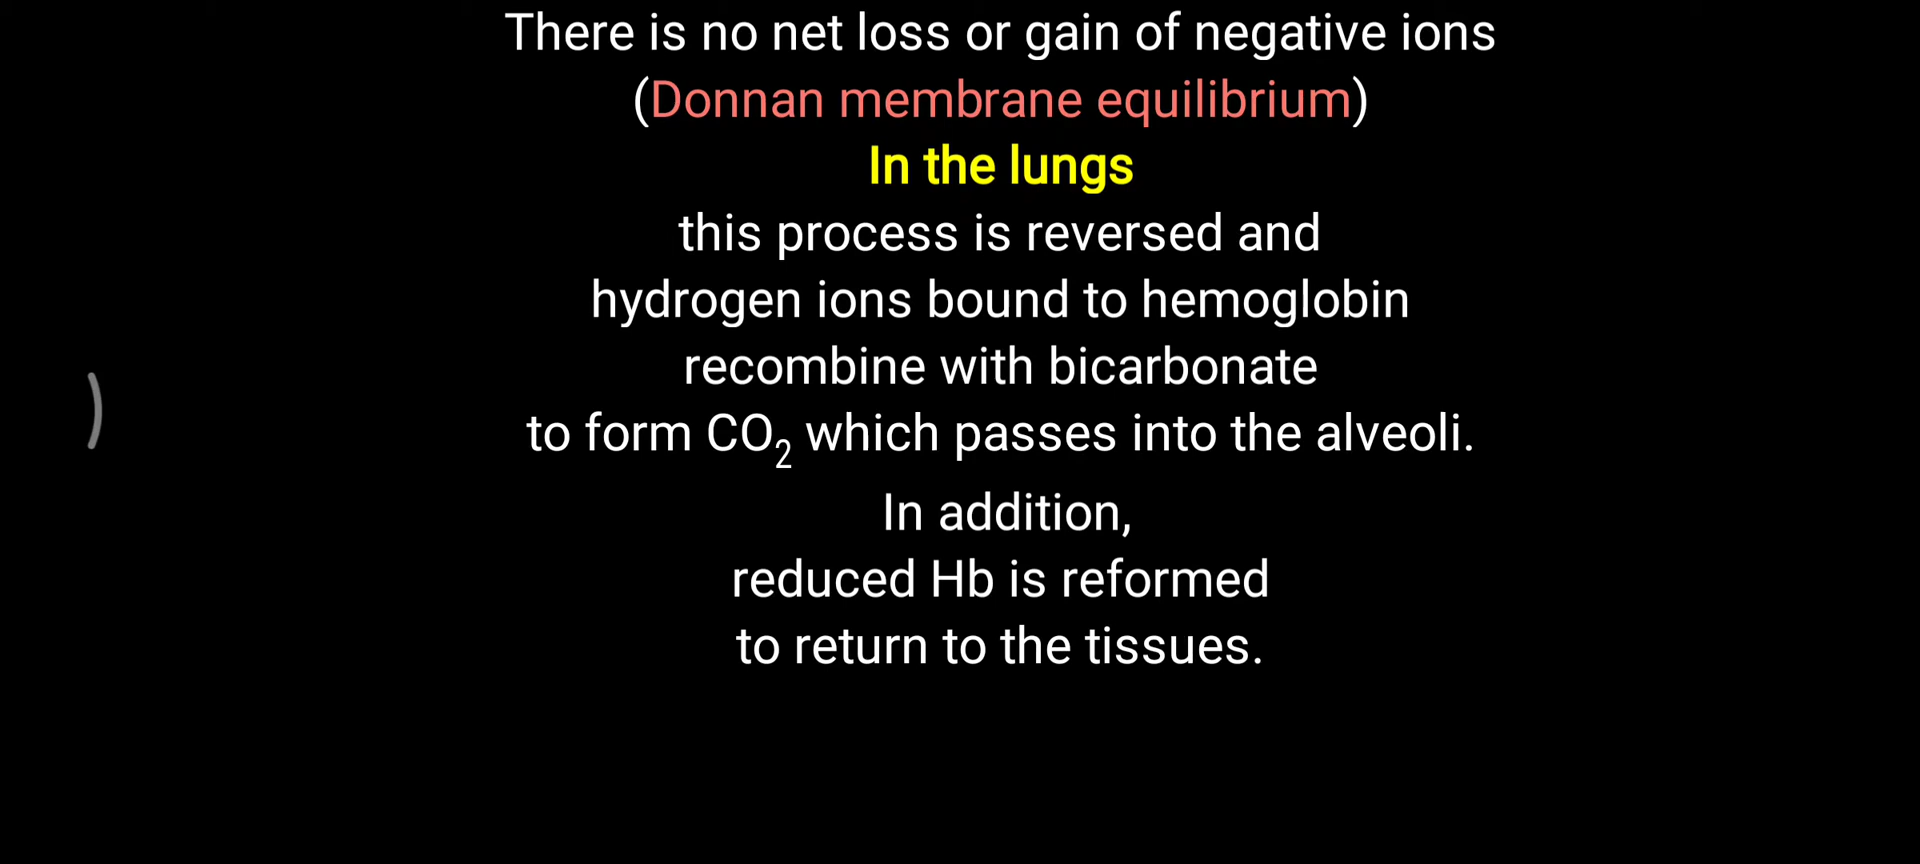 There is no net loss or gain of negative ions
(Donnan membrane equilibrium)
In the lungs
this process is reversed and
hydrogen ions bound to hemoglobin
recombine with bicarbonate
to form CO₂ which passes into the alveoli.
In addition,
reduced Hb is reformed
to return to the tissues.